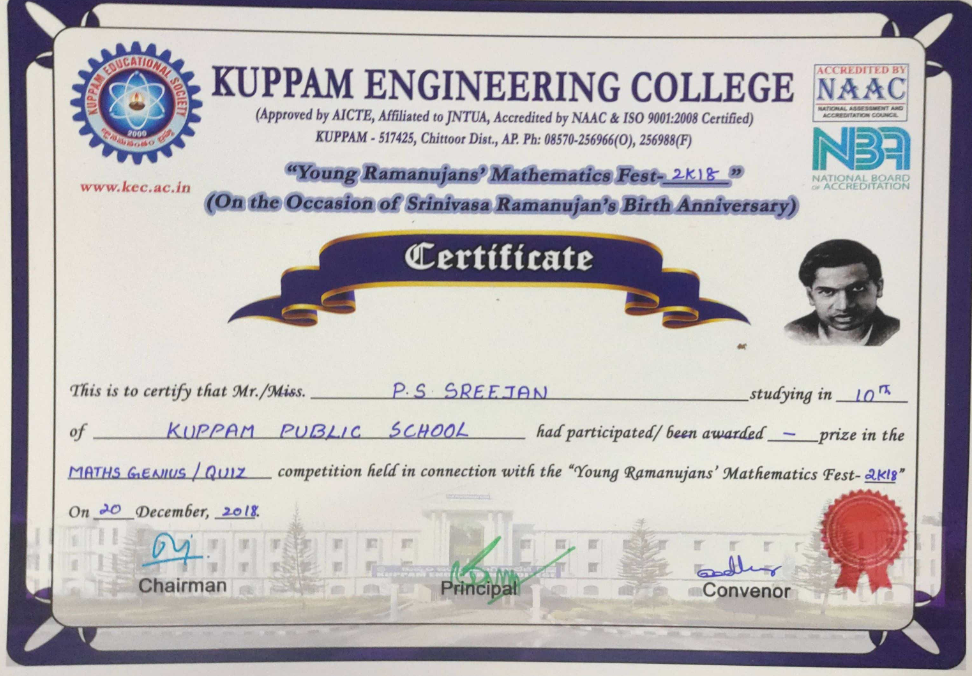 KUPPAM EDUCATIONAL SOCIETY
2000
www.kec.ac.in
KUPPAM ENGINEERING COLLEGE
(Approved by AICTE, Affiliated to JNTUA, Accredited by NAAC & ISO 9001:2008 Certified)
KUPPAM - 517425, Chittoor Dist., AP. Ph: 08570-256966(O), 256988(F)
ACCREDITED BY
NAAC
NATIONAL ASSESSMENT AND
ACCREDITATION COUNCIL
NBA
NATIONAL BOARD
OF ACCREDITATION
"Young Ramanujans' Mathematics Fest- 2K18"
(On the Occasion of Srinivasa Ramanujan's Birth Anniversary)
Certificate
This is to certify that Mr./Miss. P.S SREEJAN studying in 10th
of KUPPAM PUBLIC SCHOOL had participated/ been awarded — prize in the
MATHS GENIUS / QUIZ competition held in connection with the "Young Ramanujans' Mathematics Fest- 2K18"
On 20 December, 2018.
Chairman
Principal
Convenor